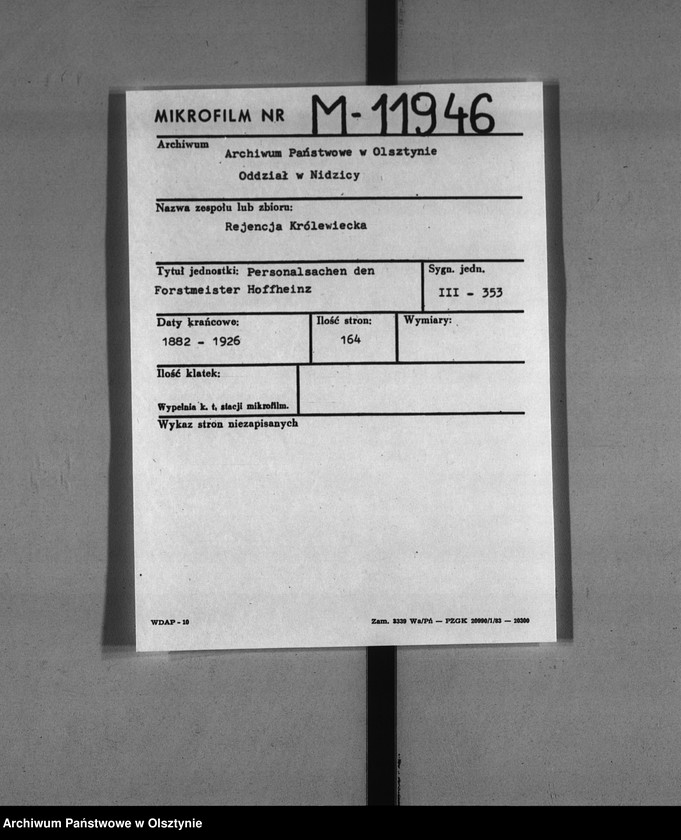 MIKROFILM NR M-11946
Archiwum
Archiwum Państwowe w Olsztynie
Oddział w Nidzicy
Nazwa zespołu lub zbioru:
Rejencja Królewiecka
Tytuł jednostki: Personalsachen den
Forstmeister Hoffheinz
Sygn. jedn.
III - 353
Daty krańcowe:
1882 - 1926
Ilość stron:
164
Wymiary:
Ilość klatek:
Wypełnia k. t. stacji mikrofilm.
Wykaz stron niezapisanych
WDAP - 10
Zam. 3339 Wa/Pń — PZGK 20990/I/83 — 20200
Archiwum Państwowe w Olsztynie